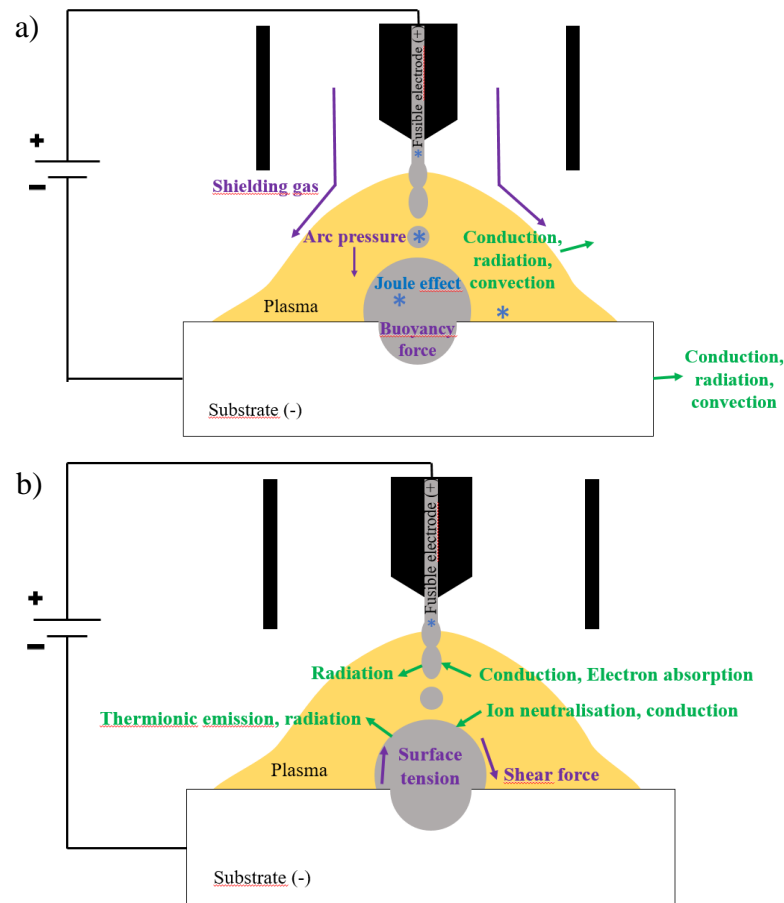 a)
Fusible electrode (+)
+
−
*
Shielding gas
Arc pressure
*
Conduction,
radiation,
convection
Joule effect
*
*
Plasma
Buoyancy
force
Conduction,
radiation,
convection
Substrate (-)
b)
Fusible electrode (+)
+
−
*
Radiation
Conduction, Electron absorption
Thermionic emission, radiation
Ion neutralisation, conduction
Surface
tension
Plasma
Shear force
Substrate (-)